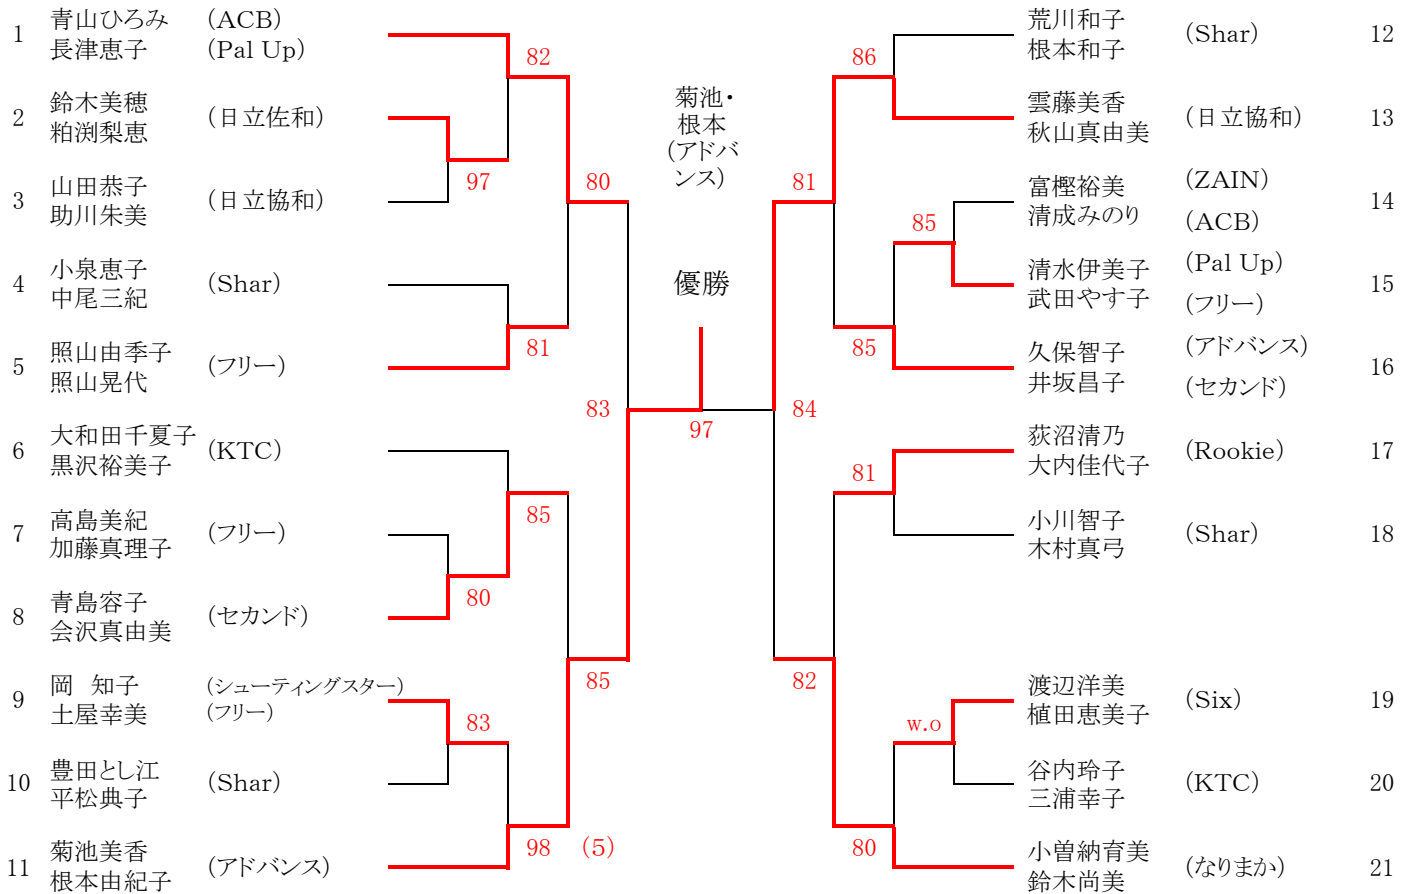 1 青山ひろみ (ACB)
長津恵子 (Pal Up)
82
2 鈴木美穂 (日立佐和)
粕渕梨恵
97
3 山田恭子 (日立協和)
助川朱美
80
4 小泉恵子 (Shar)
中尾三紀
81
5 照山由季子 (フリー)
照山晃代
83
6 大和田千夏子 (KTC)
黒沢裕美子
85
7 高島美紀 (フリー)
加藤真理子
80
8 青島容子 (セカンド)
会沢真由美
85
9 岡 知子 (シューティングスター)
土屋幸美 (フリー)
83
10 豊田とし江 (Shar)
平松典子
98 (5)
11 菊池美香 (アドバンス)
根本由紀子
菊池・
根本
(アドバ
ンス)
優勝
97
荒川和子 (Shar) 12
根本和子
86
雲藤美香 (日立協和) 13
秋山真由美
81
富樫裕美 (ZAIN) 14
清成みのり (ACB)
85
清水伊美子 (Pal Up) 15
武田やす子 (フリー)
85
久保智子 (アドバンス) 16
井坂昌子 (セカンド)
84
荻沼清乃 (Rookie) 17
大内佳代子
81
小川智子 (Shar) 18
木村真弓
82
渡辺洋美 (Six) 19
植田恵美子
w.o
谷内玲子 (KTC) 20
三浦幸子
80
小曽納育美 (なりまか) 21
鈴木尚美